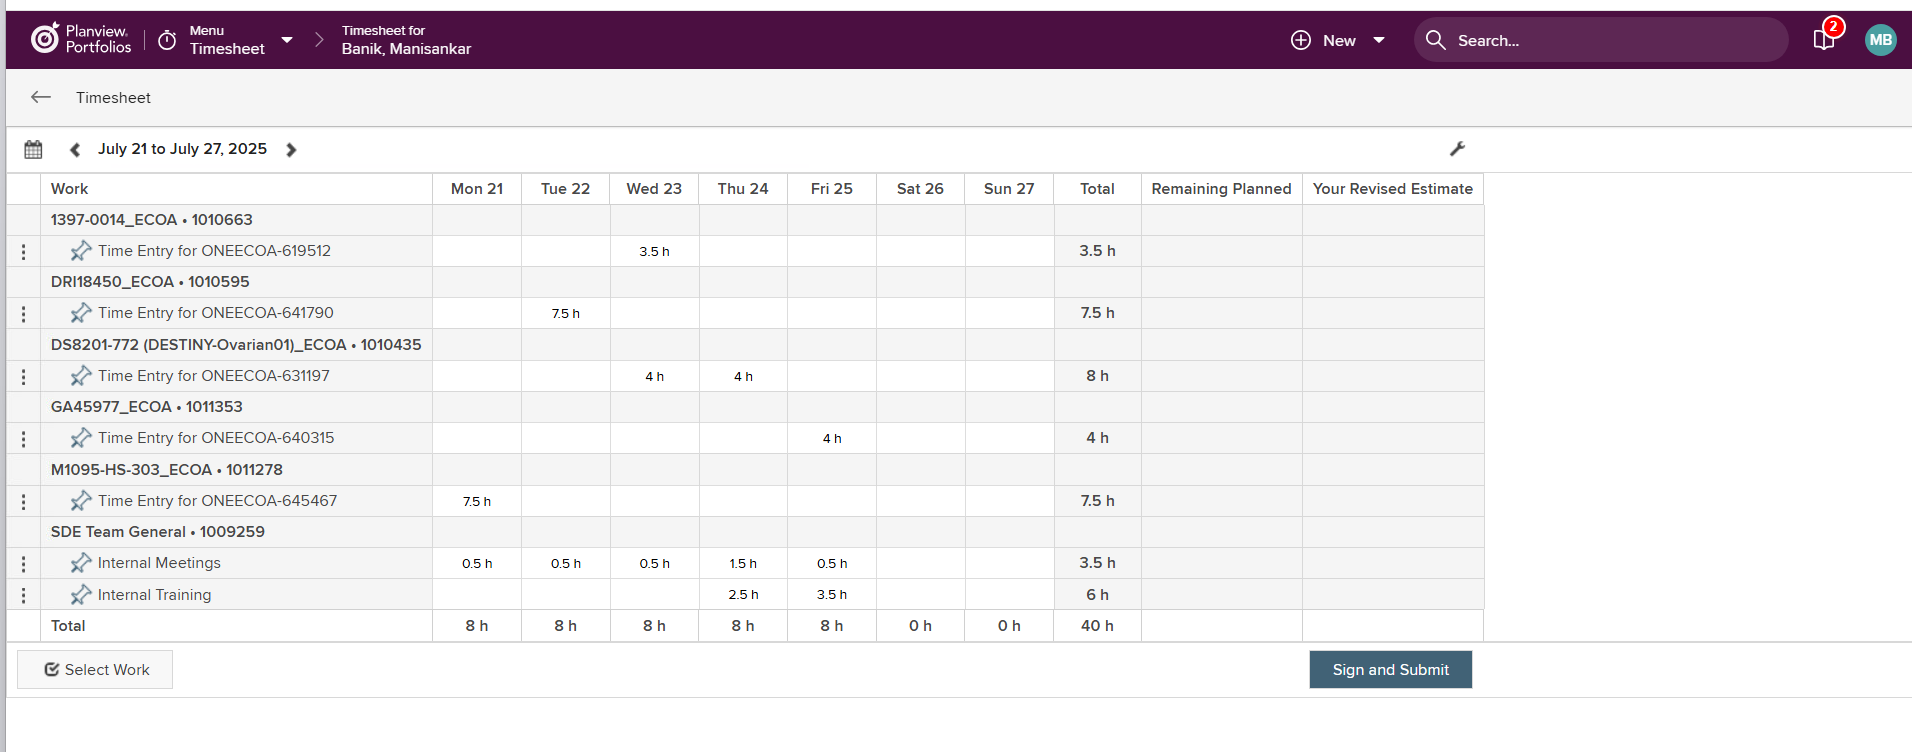 Planview
Portfolios
Menu
Timesheet
Timesheet for
Banik, Manisankar
New
Search...
2
MB
Timesheet
July 21 to July 27, 2025
Work Mon 21 Tue 22 Wed 23 Thu 24 Fri 25 Sat 26 Sun 27 Total Remaining Planned Your Revised Estimate
1397-0014_ECOA • 1010663
Time Entry for ONEECOA-619512 3.5 h 3.5 h
DRI18450_ECOA • 1010595
Time Entry for ONEECOA-641790 7.5 h 7.5 h
DS8201-772 (DESTINY-Ovarian01)_ECOA • 1010435
Time Entry for ONEECOA-631197 4 h 4 h 8 h
GA45977_ECOA • 1011353
Time Entry for ONEECOA-640315 4 h 4 h
M1095-HS-303_ECOA • 1011278
Time Entry for ONEECOA-645467 7.5 h 7.5 h
SDE Team General • 1009259
Internal Meetings 0.5 h 0.5 h 0.5 h 1.5 h 0.5 h 3.5 h
Internal Training 2.5 h 3.5 h 6 h
Total 8 h 8 h 8 h 8 h 8 h 0 h 0 h 40 h
Select Work
Sign and Submit